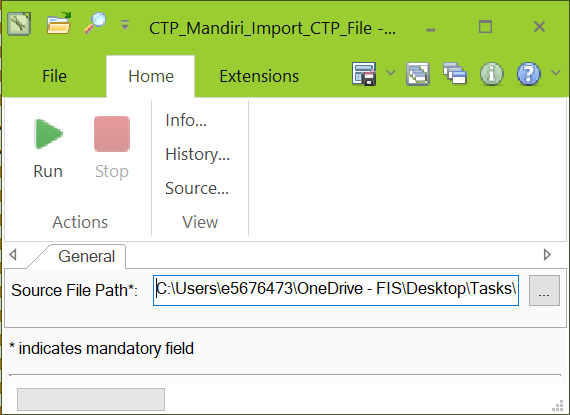 CTP_Mandiri_Import_CTP_File -...
File Home Extensions
Run Stop
Info...
History...
Source...
Actions View
General
Source File Path*: C:\Users\e5676473\OneDrive - FIS\Desktop\Tasks\ ...
* indicates mandatory field